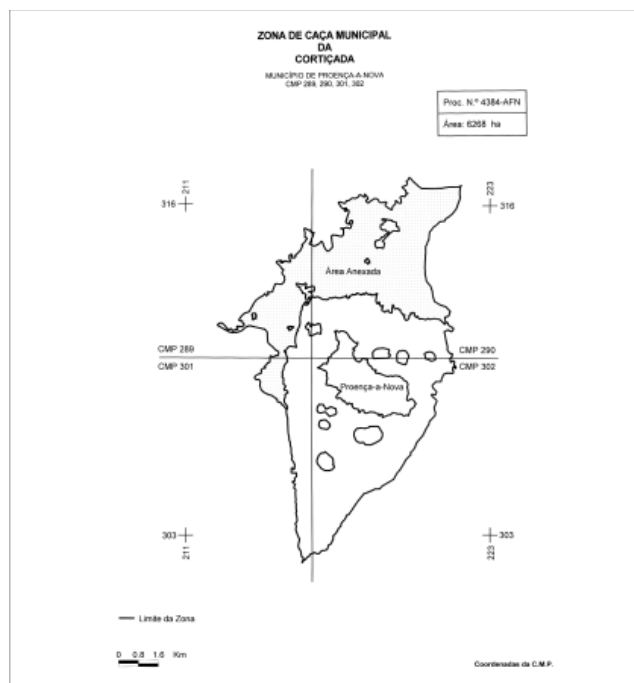 ZONA DE CAÇA MUNICIPAL
DA
CORTIÇADA
MUNICÍPIO DE PROENÇA-A-NOVA
CMP 289, 290, 301, 302
Proc. N.º 4384-AFN
Área: 6268 ha
211
223
316
316
Área Anexada
CMP 289
CMP 290
CMP 301
CMP 302
Proença-a-Nova
303
303
211
223
Limite da Zona
0 0.8 1.6 Km
Coordenadas da C.M.P.